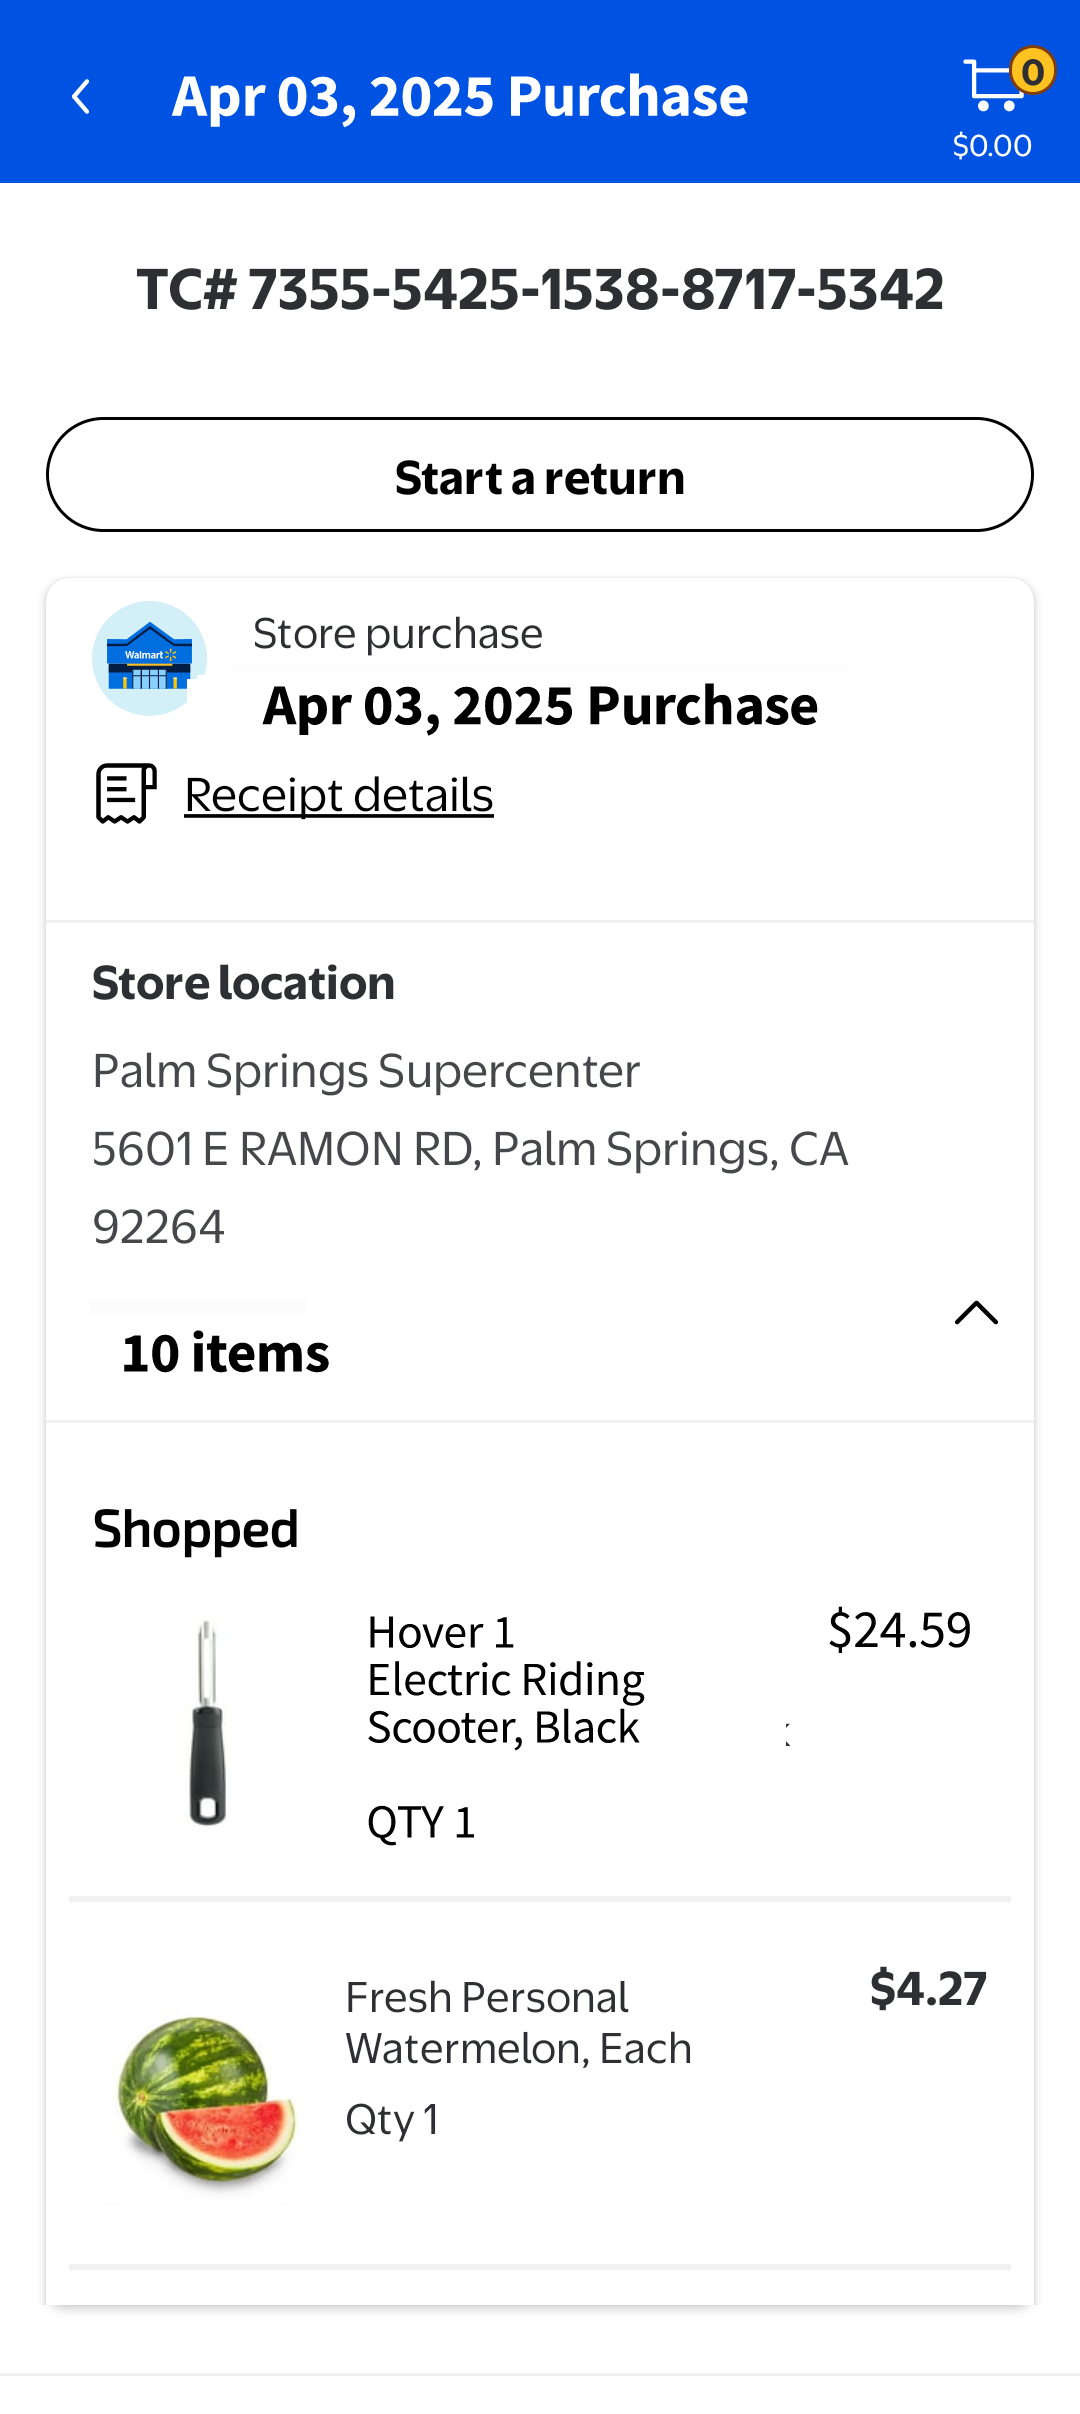 Apr 03, 2025 Purchase
0
$0.00
TC# 7355-5425-1538-8717-5342
Start a return
Walmart
Store purchase
Apr 03, 2025 Purchase
Receipt details
Store location
Palm Springs Supercenter
5601 E RAMON RD, Palm Springs, CA
92264
10 items
Shopped
Hover 1
$24.59
Electric Riding
Scooter, Black
QTY 1
Fresh Personal
$4.27
Watermelon, Each
Qty 1